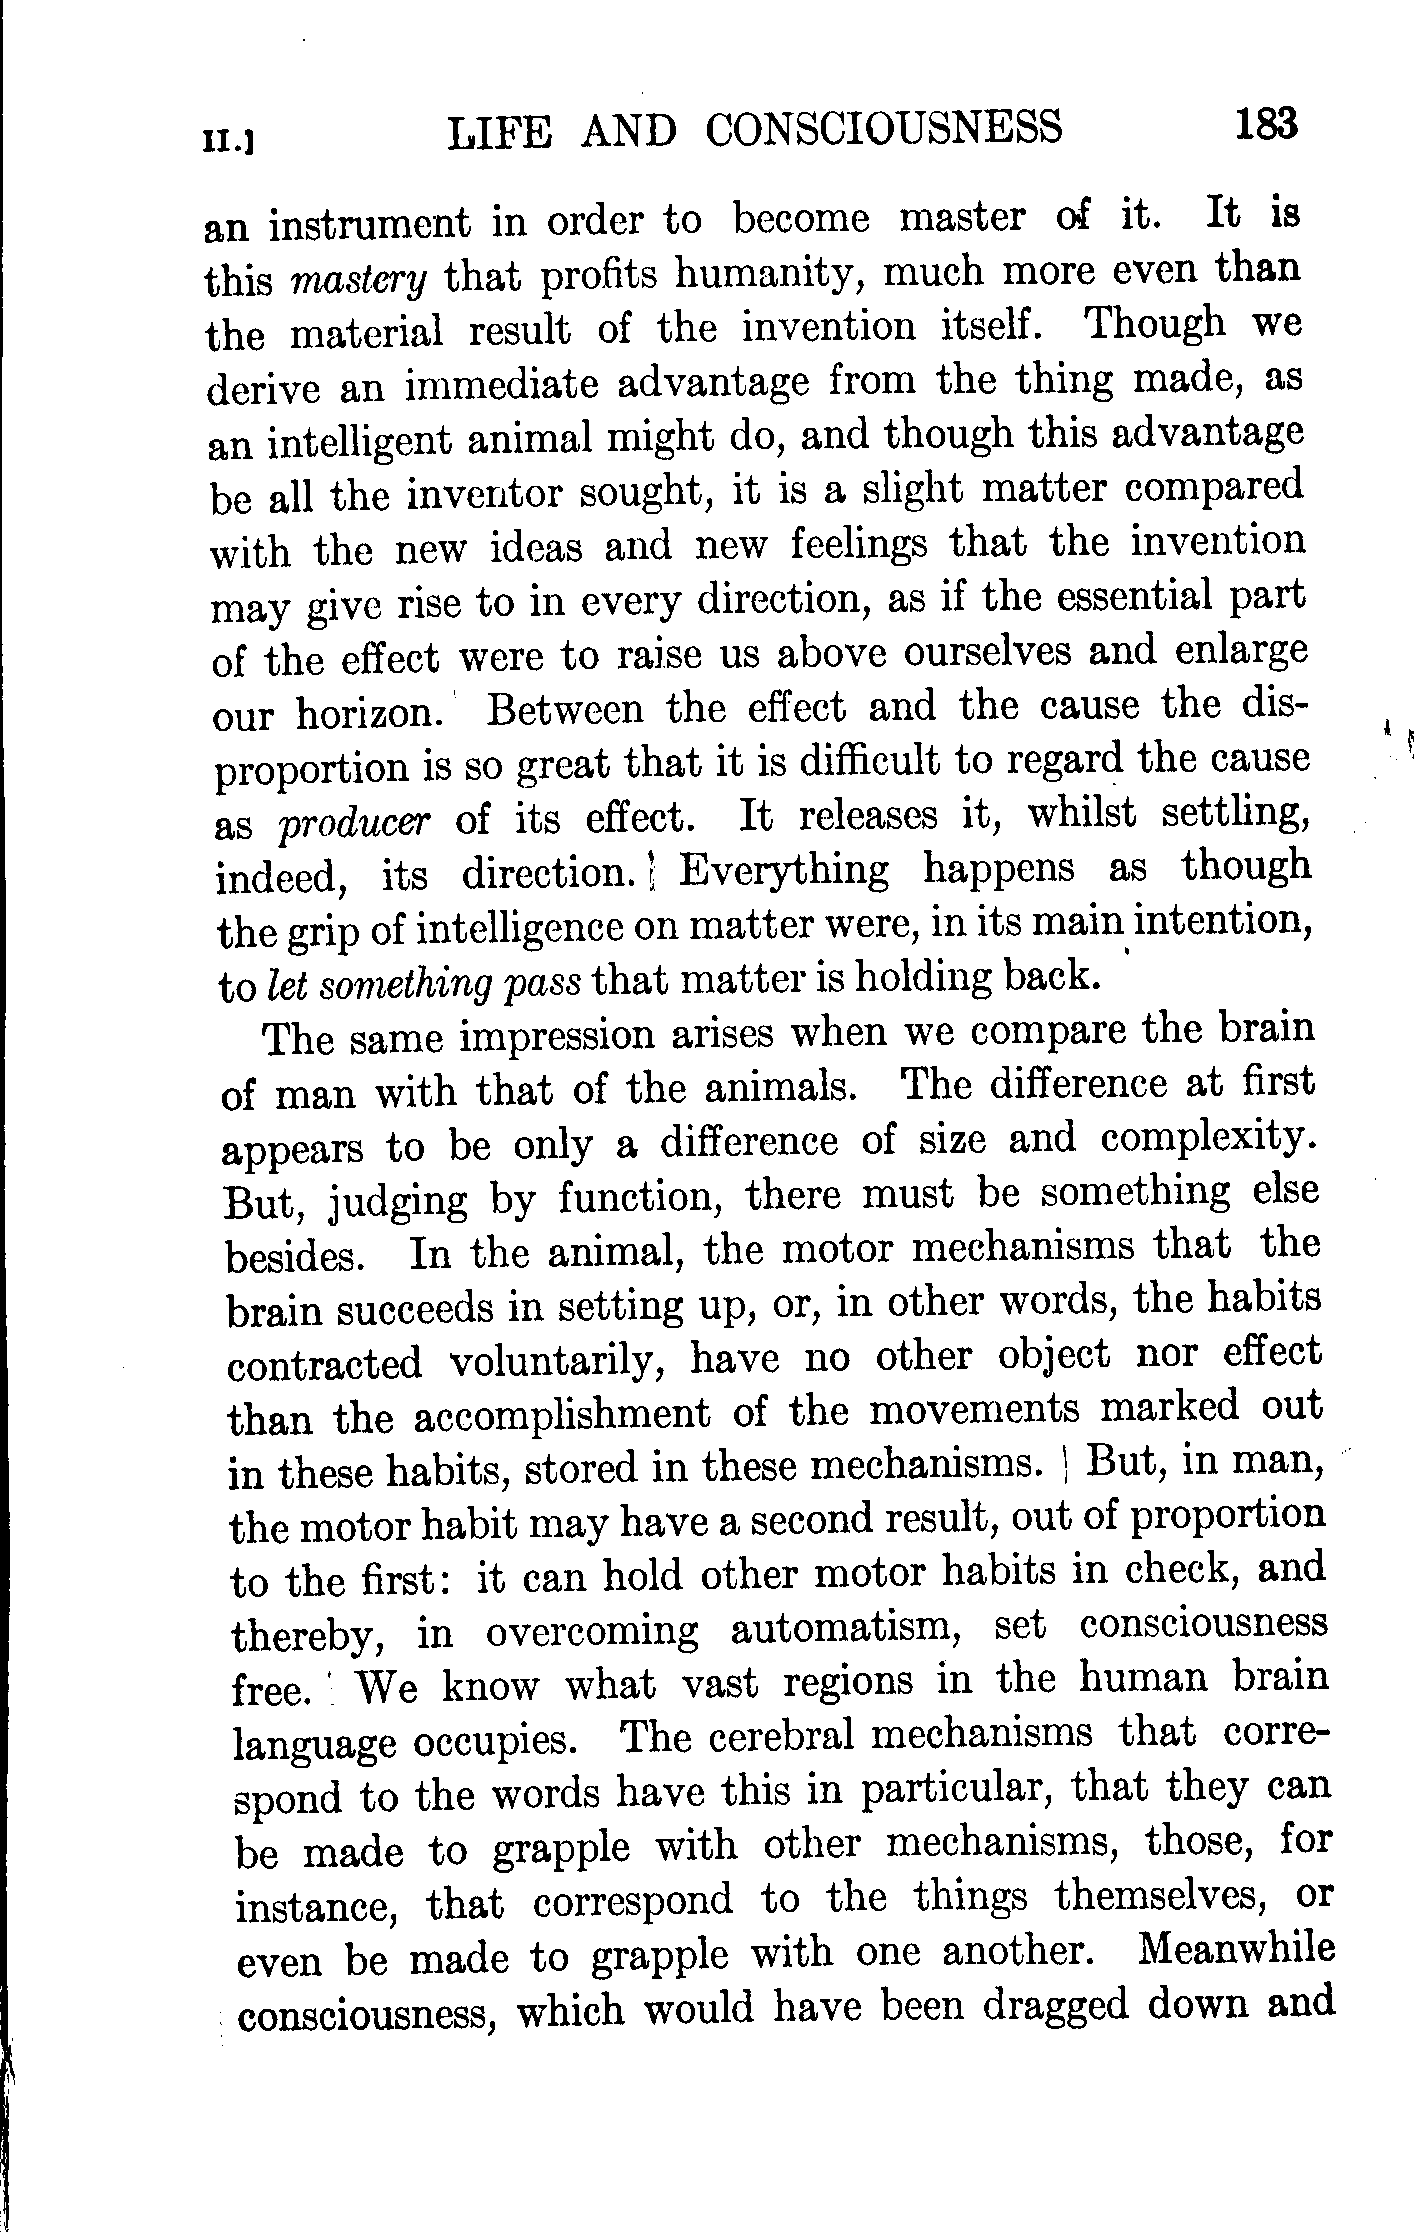 II.] LIFE AND CONSCIOUSNESS 183
an instrument in order to become master of it. It is
this mastery that profits humanity, much more even than
the material result of the invention itself. Though we
derive an immediate advantage from the thing made, as
an intelligent animal might do, and though this advantage
be all the inventor sought, it is a slight matter compared
with the new ideas and new feelings that the invention
may give rise to in every direction, as if the essential part
of the effect were to raise us above ourselves and enlarge
our horizon. Between the effect and the cause the dis-
proportion is so great that it is difficult to regard the cause
as producer of its effect. It releases it, whilst settling,
indeed, its direction. Everything happens as though
the grip of intelligence on matter were, in its main intention,
to let something pass that matter is holding back.
The same impression arises when we compare the brain
of man with that of the animals. The difference at first
appears to be only a difference of size and complexity.
But, judging by function, there must be something else
besides. In the animal, the motor mechanisms that the
brain succeeds in setting up, or, in other words, the habits
contracted voluntarily, have no other object nor effect
than the accomplishment of the movements marked out
in these habits, stored in these mechanisms. But, in man,
the motor habit may have a second result, out of proportion
to the first: it can hold other motor habits in check, and
thereby, in overcoming automatism, set consciousness
free. We know what vast regions in the human brain
language occupies. The cerebral mechanisms that corre-
spond to the words have this in particular, that they can
be made to grapple with other mechanisms, those, for
instance, that correspond to the things themselves, or
even be made to grapple with one another. Meanwhile
consciousness, which would have been dragged down and